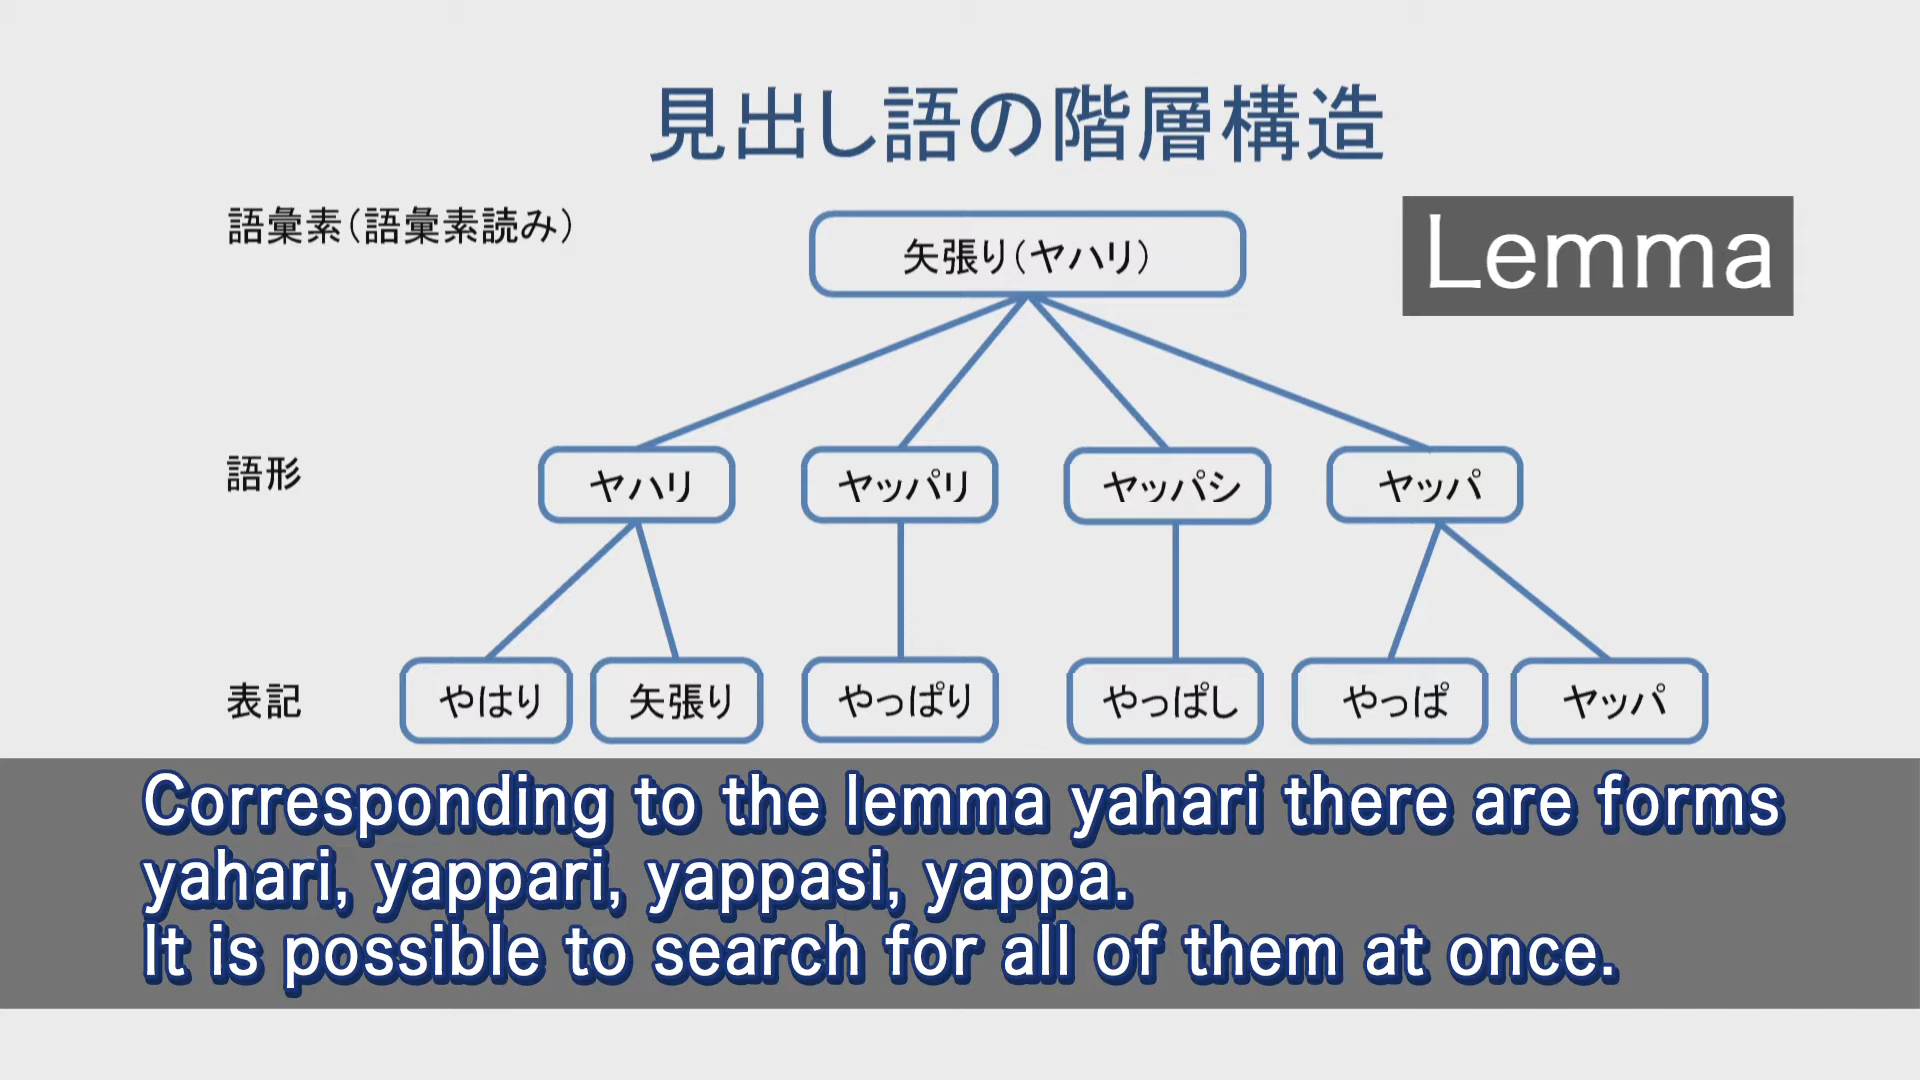 見出し語の階層構造
語彙素(語彙素読み)
矢張り(ヤハリ)
Lemma
語形
ヤハリ
ヤッパリ
ヤッパシ
ヤッパ
表記
やはり
矢張り
やっぱり
やっぱし
やっぱ
ヤッパ
Corresponding to the lemma yahari there are forms
yahari, yappari, yappasi, yappa.
It is possible to search for all of them at once.